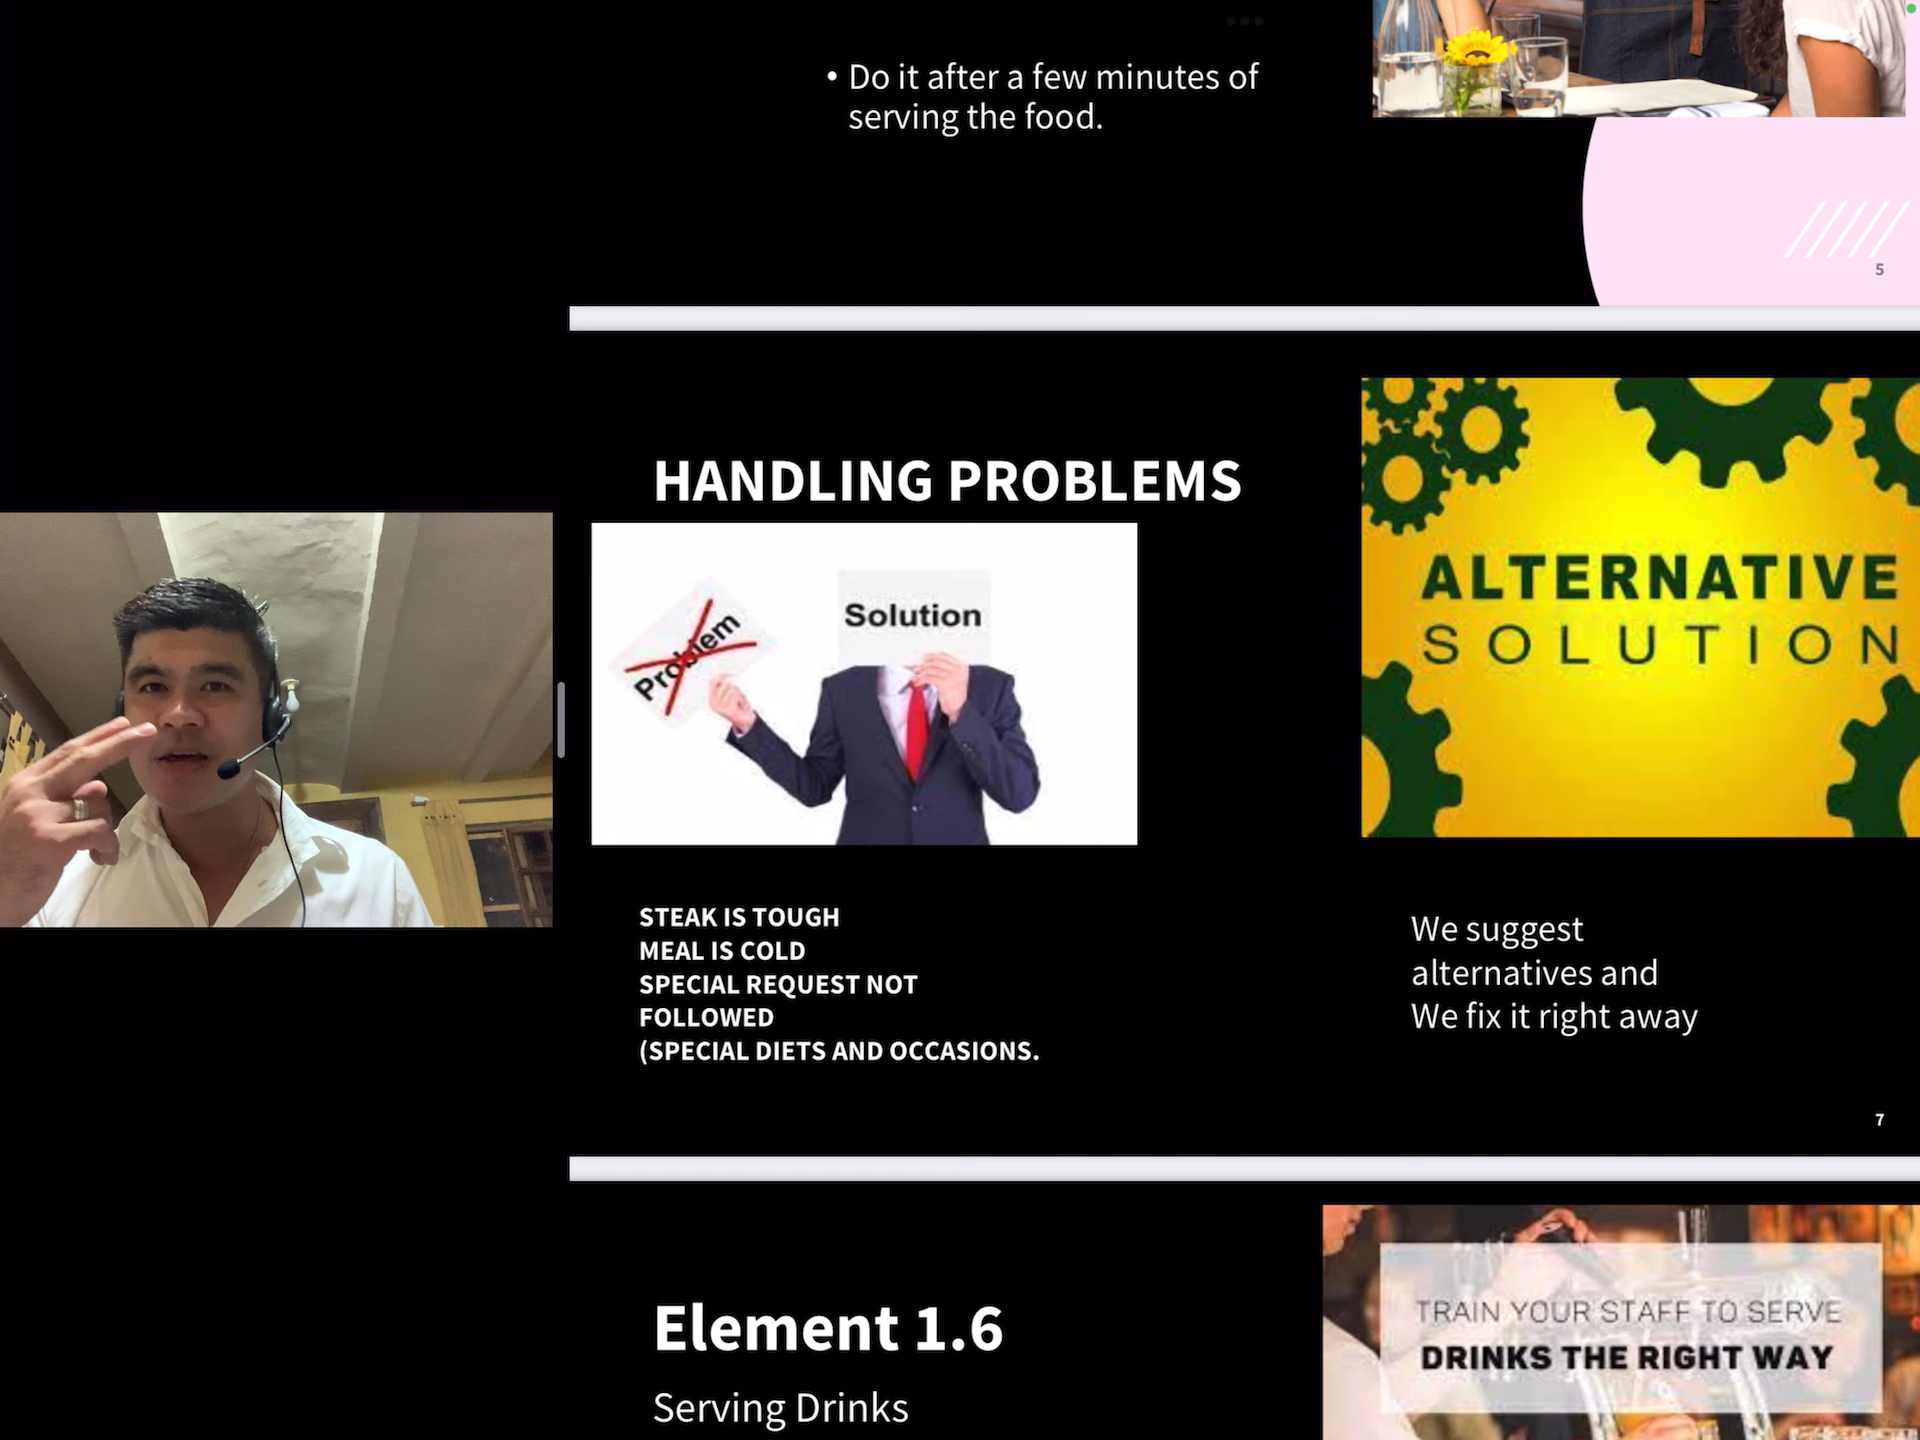 • Do it after a few minutes of
serving the food.
5
HANDLING PROBLEMS
Problem
Solution
ALTERNATIVE
SOLUTION
STEAK IS TOUGH
MEAL IS COLD
SPECIAL REQUEST NOT
FOLLOWED
(SPECIAL DIETS AND OCCASIONS.
We suggest
alternatives and
We fix it right away
7
Element 1.6
Serving Drinks
TRAIN YOUR STAFF TO SERVE
DRINKS THE RIGHT WAY